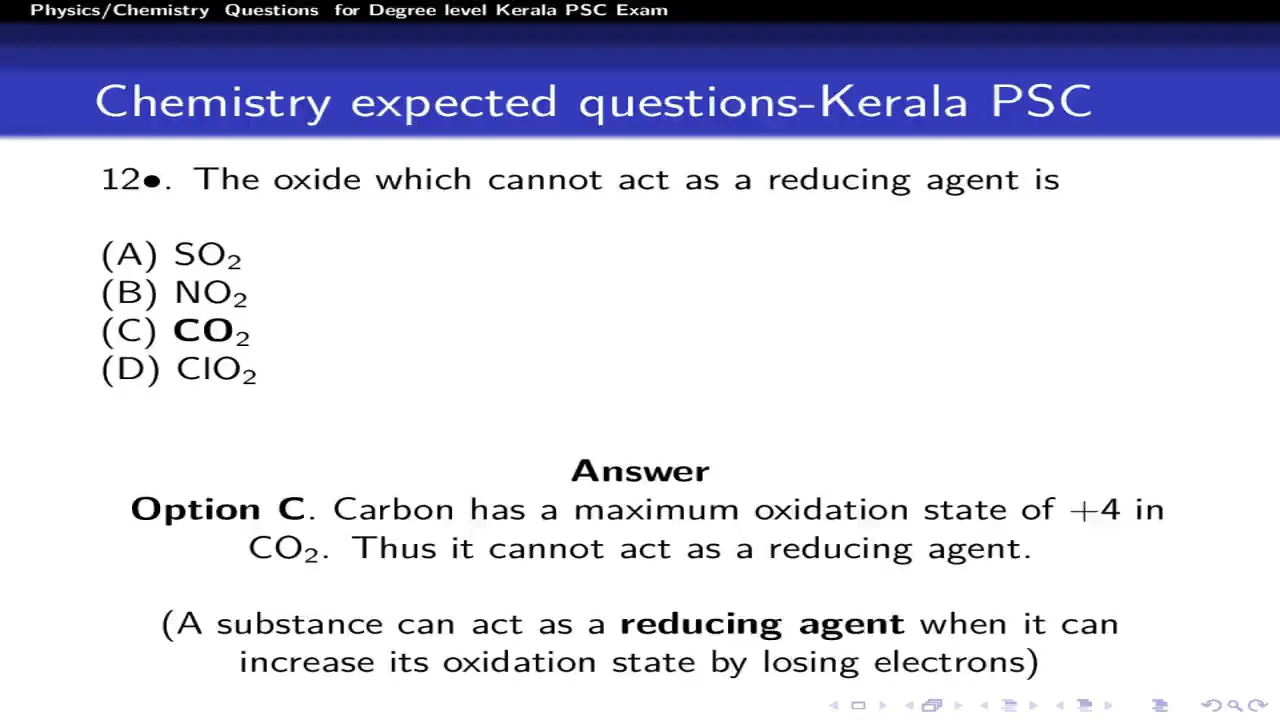 Physics/Chemistry Questions for Degree level Kerala PSC Exam
Chemistry expected questions-Kerala PSC
12•. The oxide which cannot act as a reducing agent is
(A) SO₂
(B) NO₂
(C) CO₂
(D) ClO₂
Answer
Option C. Carbon has a maximum oxidation state of +4 in
CO₂. Thus it cannot act as a reducing agent.
(A substance can act as a reducing agent when it can
increase its oxidation state by losing electrons)